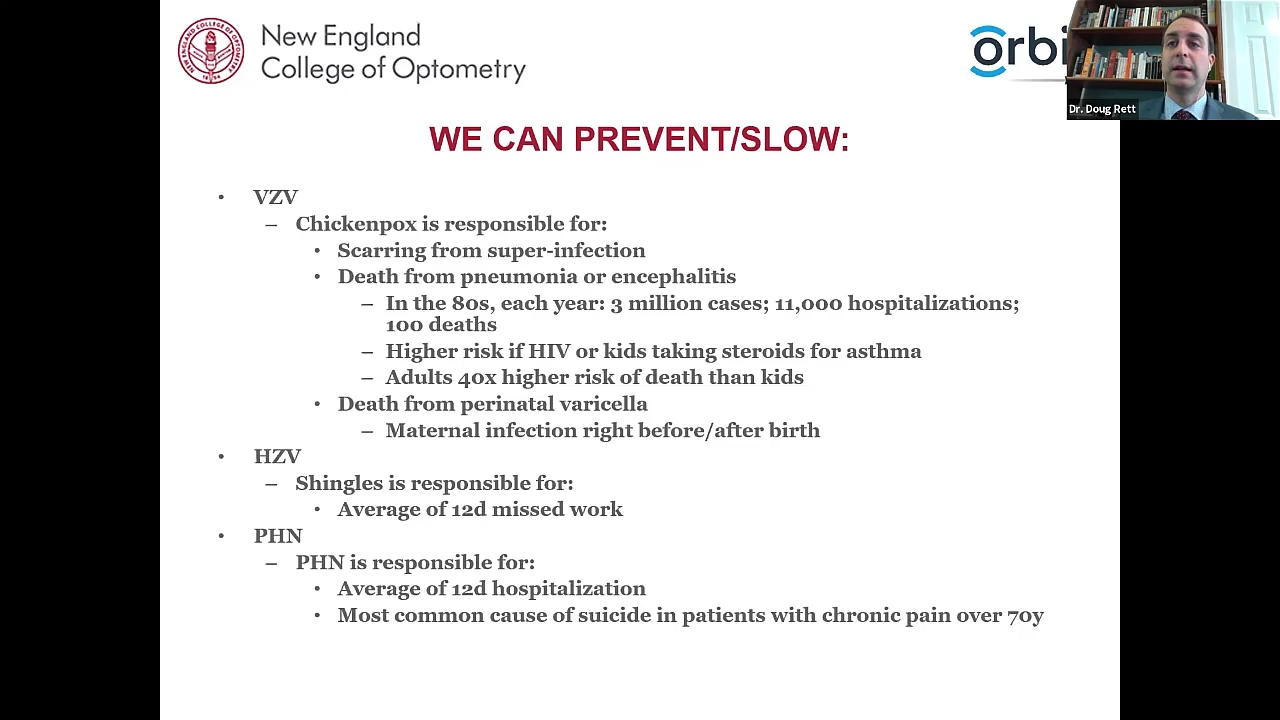 New England
College of Optometry
orbi
Dr. Doug Rett
WE CAN PREVENT/SLOW:
• VZV
– Chickenpox is responsible for:
• Scarring from super-infection
• Death from pneumonia or encephalitis
– In the 80s, each year: 3 million cases; 11,000 hospitalizations;
100 deaths
– Higher risk if HIV or kids taking steroids for asthma
– Adults 40x higher risk of death than kids
• Death from perinatal varicella
– Maternal infection right before/after birth
• HZV
– Shingles is responsible for:
• Average of 12d missed work
• PHN
– PHN is responsible for:
• Average of 12d hospitalization
• Most common cause of suicide in patients with chronic pain over 70y